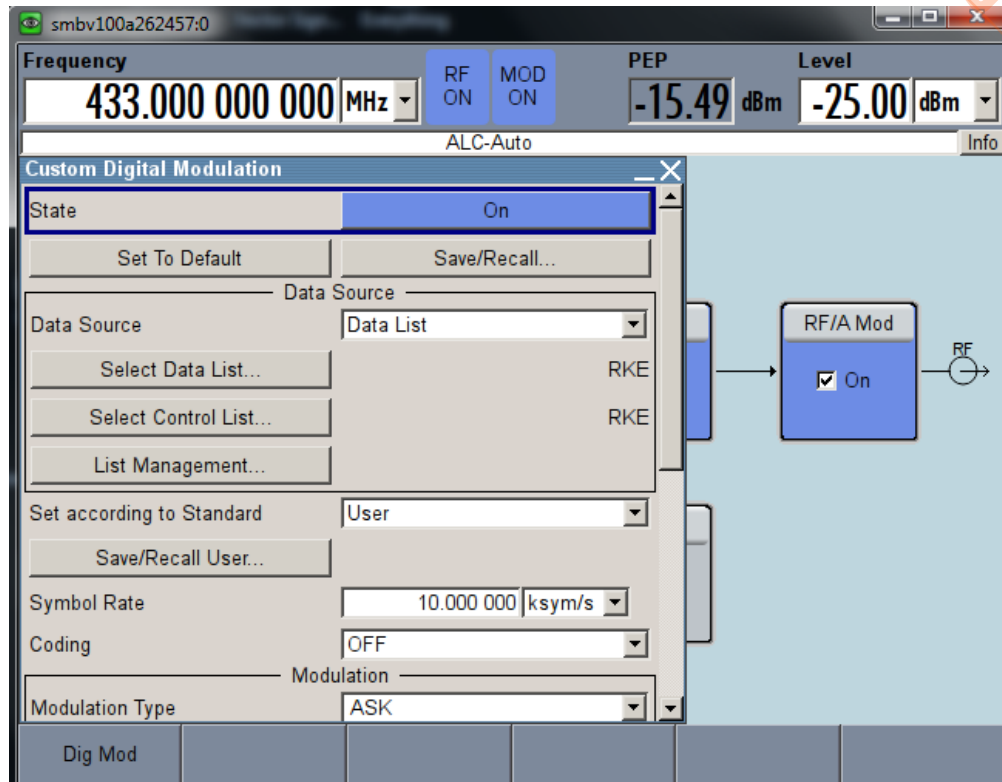 smbv100a262457:0
Frequency
433.000 000 000 MHz
RF ON
MOD ON
PEP
-15.49 dBm
Level
-25.00 dBm
ALC-Auto
Info
Custom Digital Modulation
State On
Set To Default Save/Recall...
Data Source
Data Source Data List
Select Data List... RKE
Select Control List... RKE
List Management...
Set according to Standard User
Save/Recall User...
Symbol Rate 10.000 000 ksym/s
Coding OFF
Modulation
Modulation Type ASK
RF/A Mod
On
RF
Dig Mod